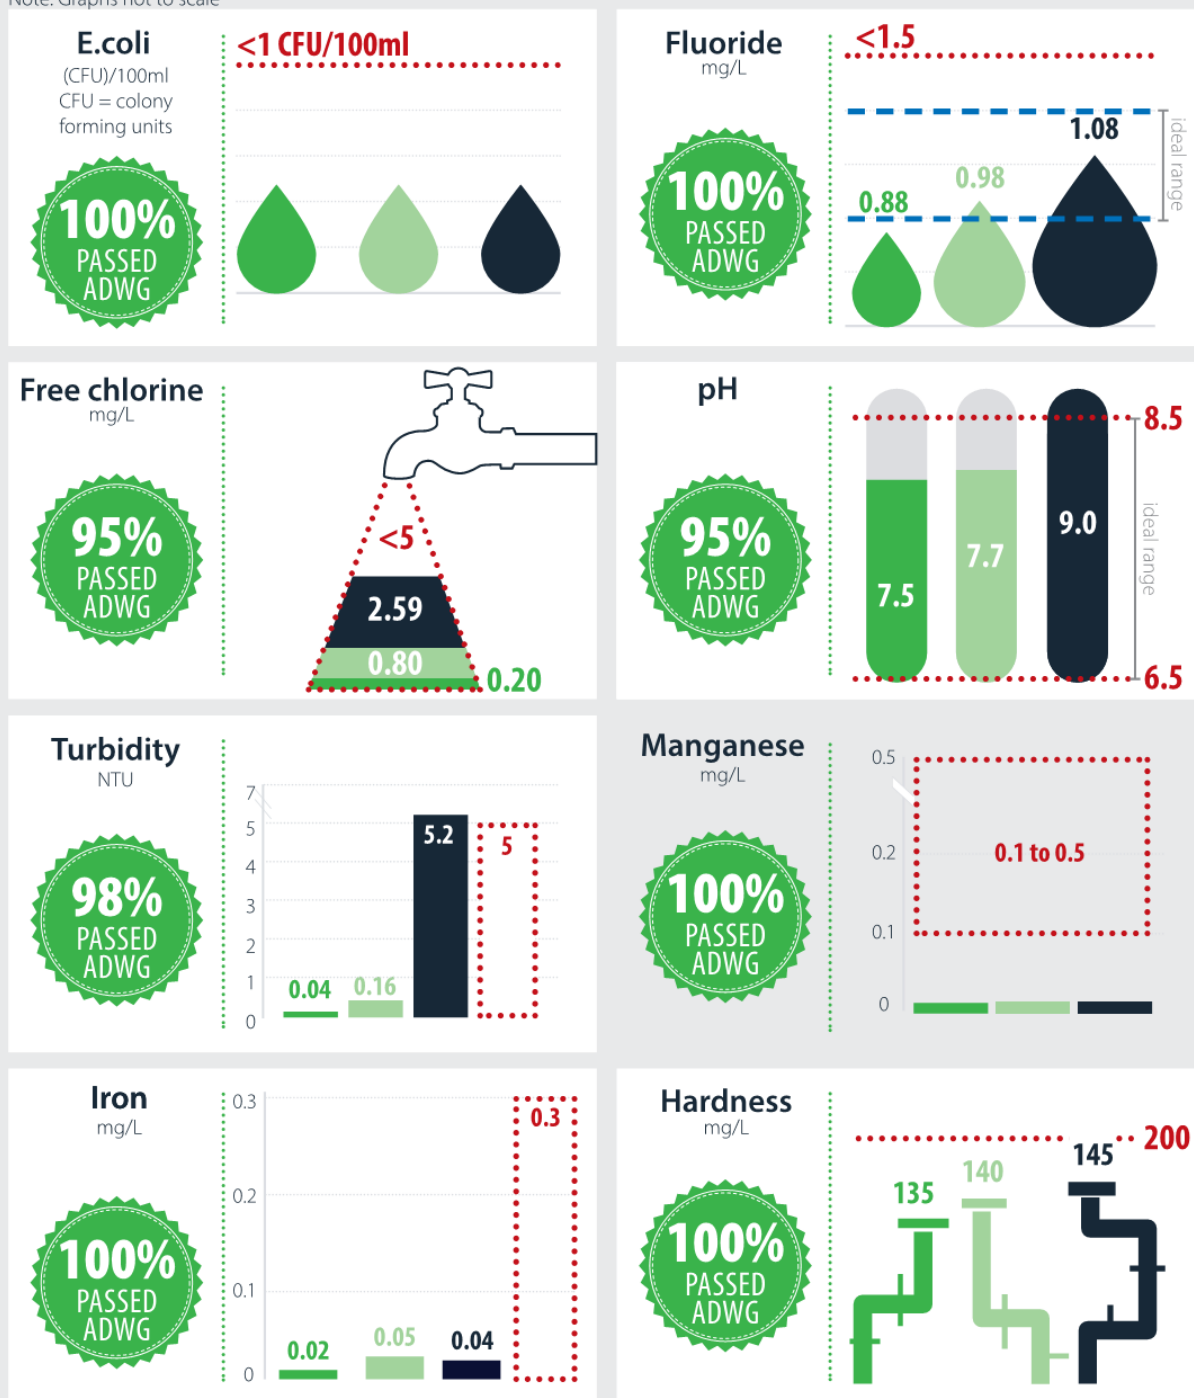 Note: Graphs not to scale
E.coli
(CFU)/100ml
CFU = colony
forming units
100%
PASSED
ADWG
<1 CFU/100ml
Fluoride
mg/L
100%
PASSED
ADWG
<1.5
0.88
0.98
1.08
ideal range
Free chlorine
mg/L
95%
PASSED
ADWG
<5
2.59
0.80
0.20
pH
95%
PASSED
ADWG
7.5
7.7
9.0
8.5
ideal range
6.5
Turbidity
NTU
98%
PASSED
ADWG
7
5
4
3
2
1
0
0.04
0.16
5.2
5
Manganese
mg/L
100%
PASSED
ADWG
0.5
0.2
0.1
0
0.1 to 0.5
Iron
mg/L
100%
PASSED
ADWG
0.3
0.2
0.1
0
0.02
0.05
0.04
0.3
Hardness
mg/L
100%
PASSED
ADWG
135
140
145
200